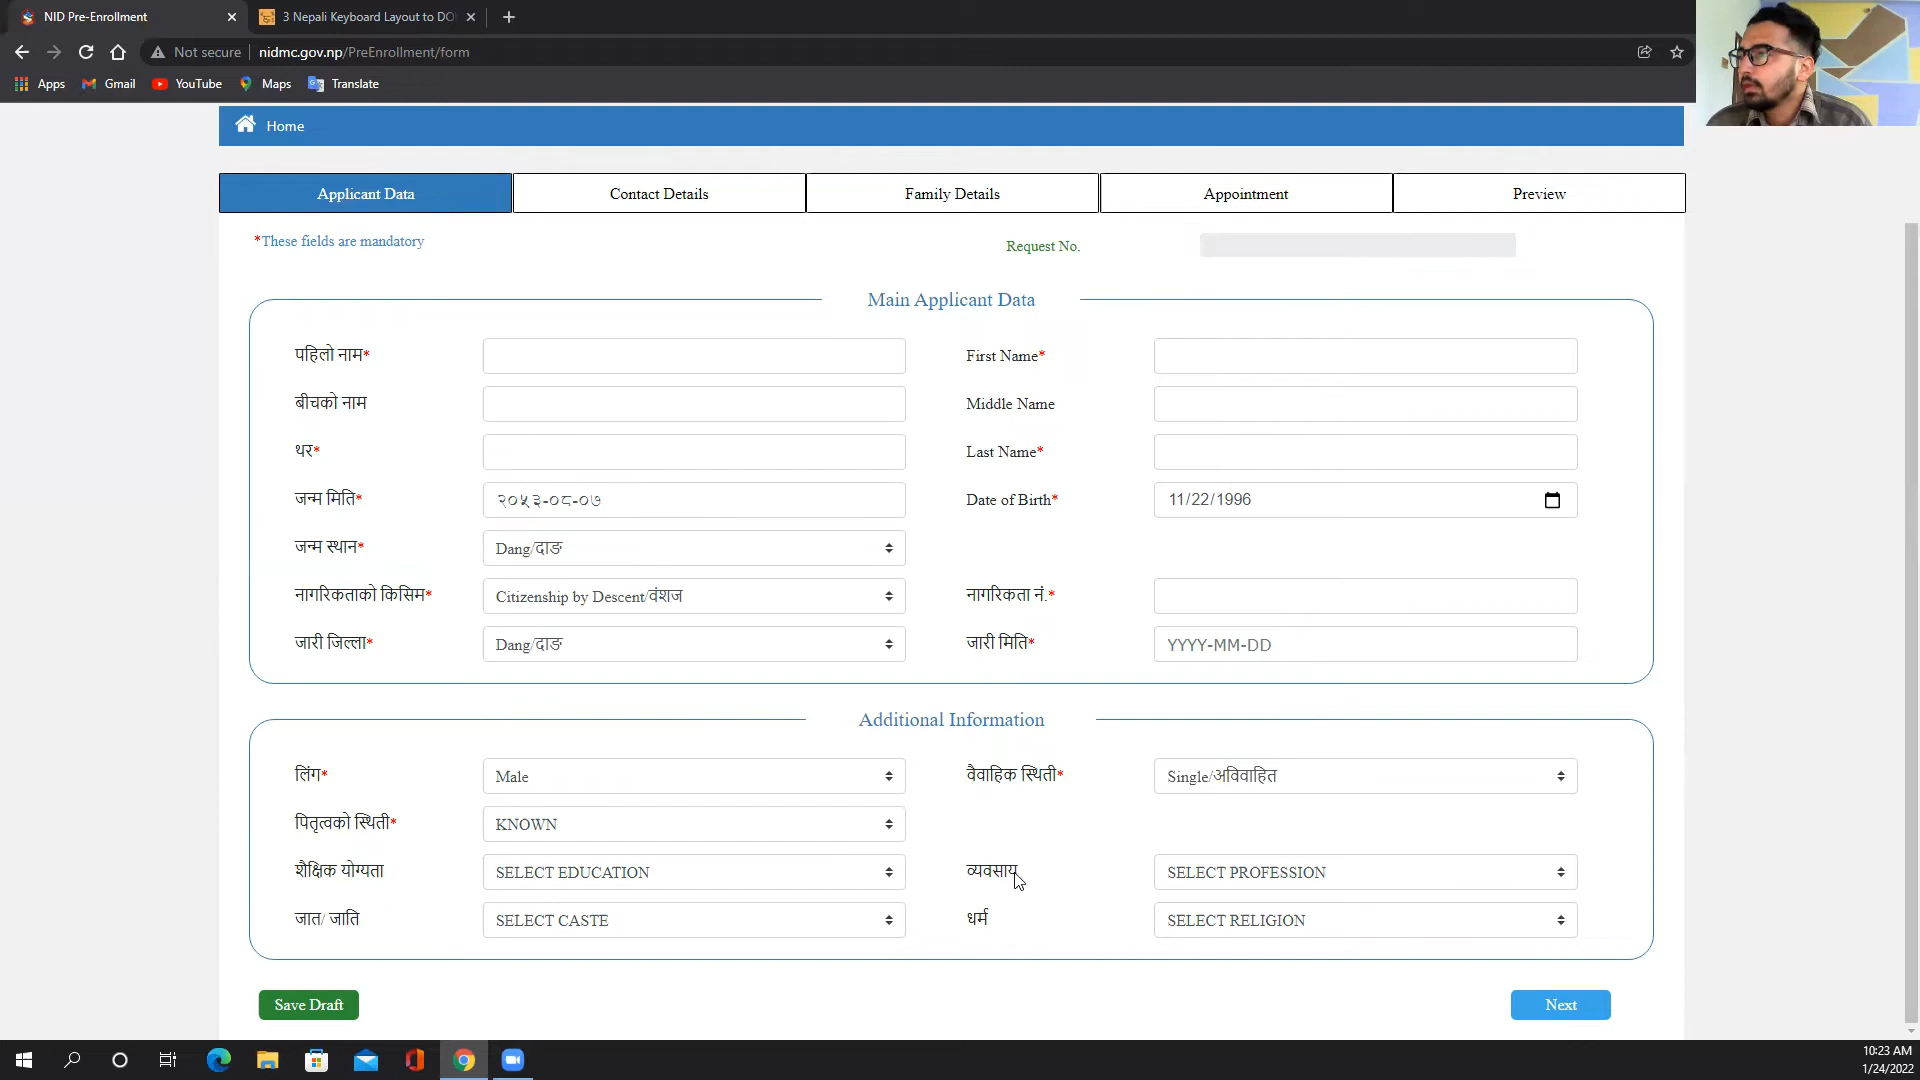 NID Pre-Enrollment
3 Nepali Keyboard Layout to DO
Not secure nidmc.gov.np/PreEnrollment/form
Apps Gmail YouTube Maps Translate
Home
Applicant Data Contact Details Family Details Appointment Preview
*These fields are mandatory Request No.
Main Applicant Data
पहिलो नाम* First Name*
बीचको नाम Middle Name
थर* Last Name*
जन्म मिति* २०५३-०८-०७ Date of Birth* 11/22/1996
जन्म स्थान* Dang/दाङ
नागरिकताको किसिम* Citizenship by Descent/वंशज नागरिकता नं.*
जारी जिल्ला* Dang/दाङ जारी मिति* YYYY-MM-DD
Additional Information
लिंग* Male वैवाहिक स्थिती* Single/अविवाहित
पितृत्वको स्थिती* KNOWN
शैक्षिक योग्यता SELECT EDUCATION व्यवसाय SELECT PROFESSION
जात/ जाति SELECT CASTE धर्म SELECT RELIGION
Save Draft Next
10:23 AM
1/24/2022